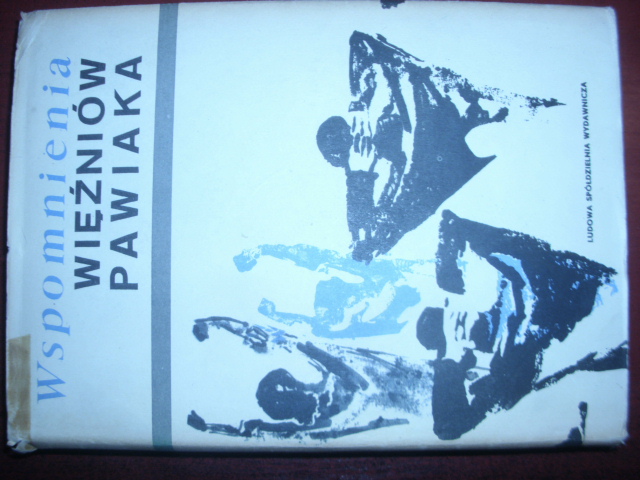 Wspomnienia
WIĘŹNIÓW
PAWIAKA
LUDOWA SPÓŁDZIELNIA WYDAWNICZA